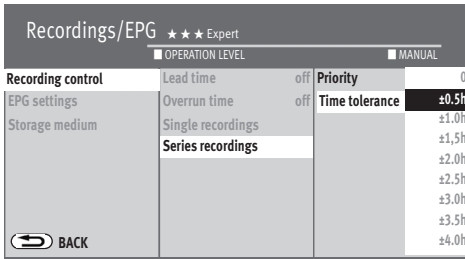 Recordings/EPG ★★★Expert
■ OPERATION LEVEL ■ MANUAL
Recording control Lead time off Priority 0
EPG settings Overrun time off Time tolerance ±0.5h
Storage medium Single recordings ±1.0h
Series recordings ±1,5h
±2.0h
±2.5h
±3.0h
±3.5h
BACK ±4.0h